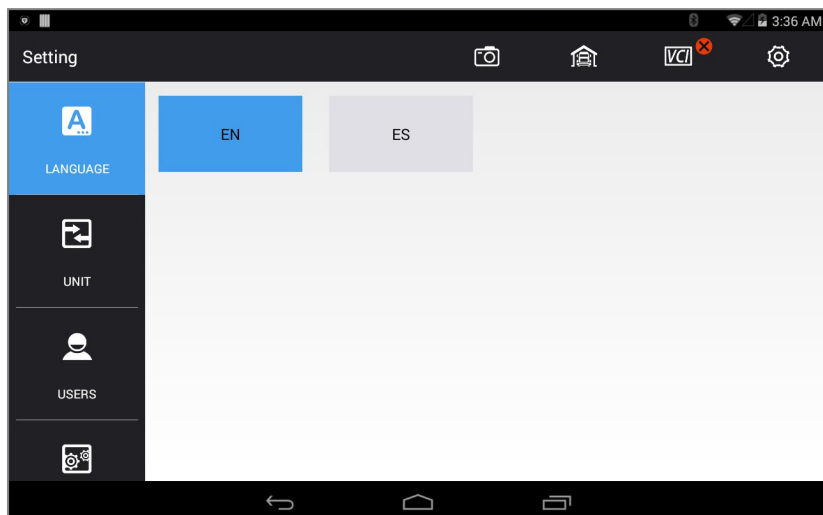 3:36 AM
Setting
VCI
A
LANGUAGE
EN
ES
UNIT
USERS